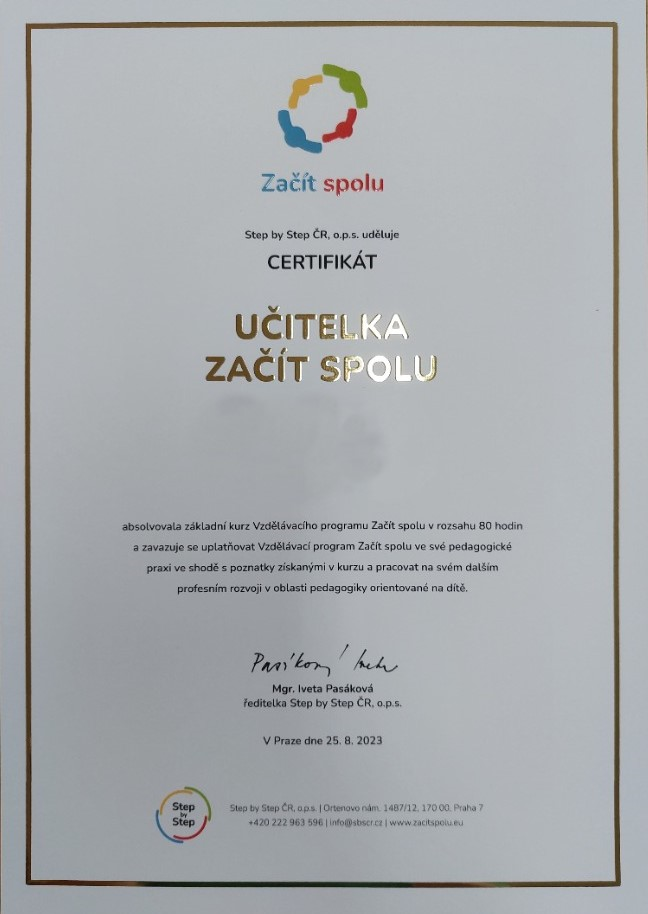 Začít spolu
Step by Step ČR, o.p.s. uděluje
CERTIFIKÁT
UČITELKA
ZAČÍT SPOLU
absolvovala základní kurz Vzdělávacího programu Začít spolu v rozsahu 80 hodin
a zavazuje se uplatňovat Vzdělávací program Začít spolu ve své pedagogické
praxi ve shodě s poznatky získanými v kurzu a pracovat na svém dalším
profesním rozvoji v oblasti pedagogiky orientované na dítě.
Mgr. Iveta Pasáková
ředitelka Step by Step ČR, o.p.s.
V Praze dne 25. 8. 2023
Step
by
Step
Step by Step ČR, o.p.s. | Ortenovo nám. 1487/12, 170 00, Praha 7
+420 222 963 596 | info@sbscr.cz | www.zacitspolu.eu